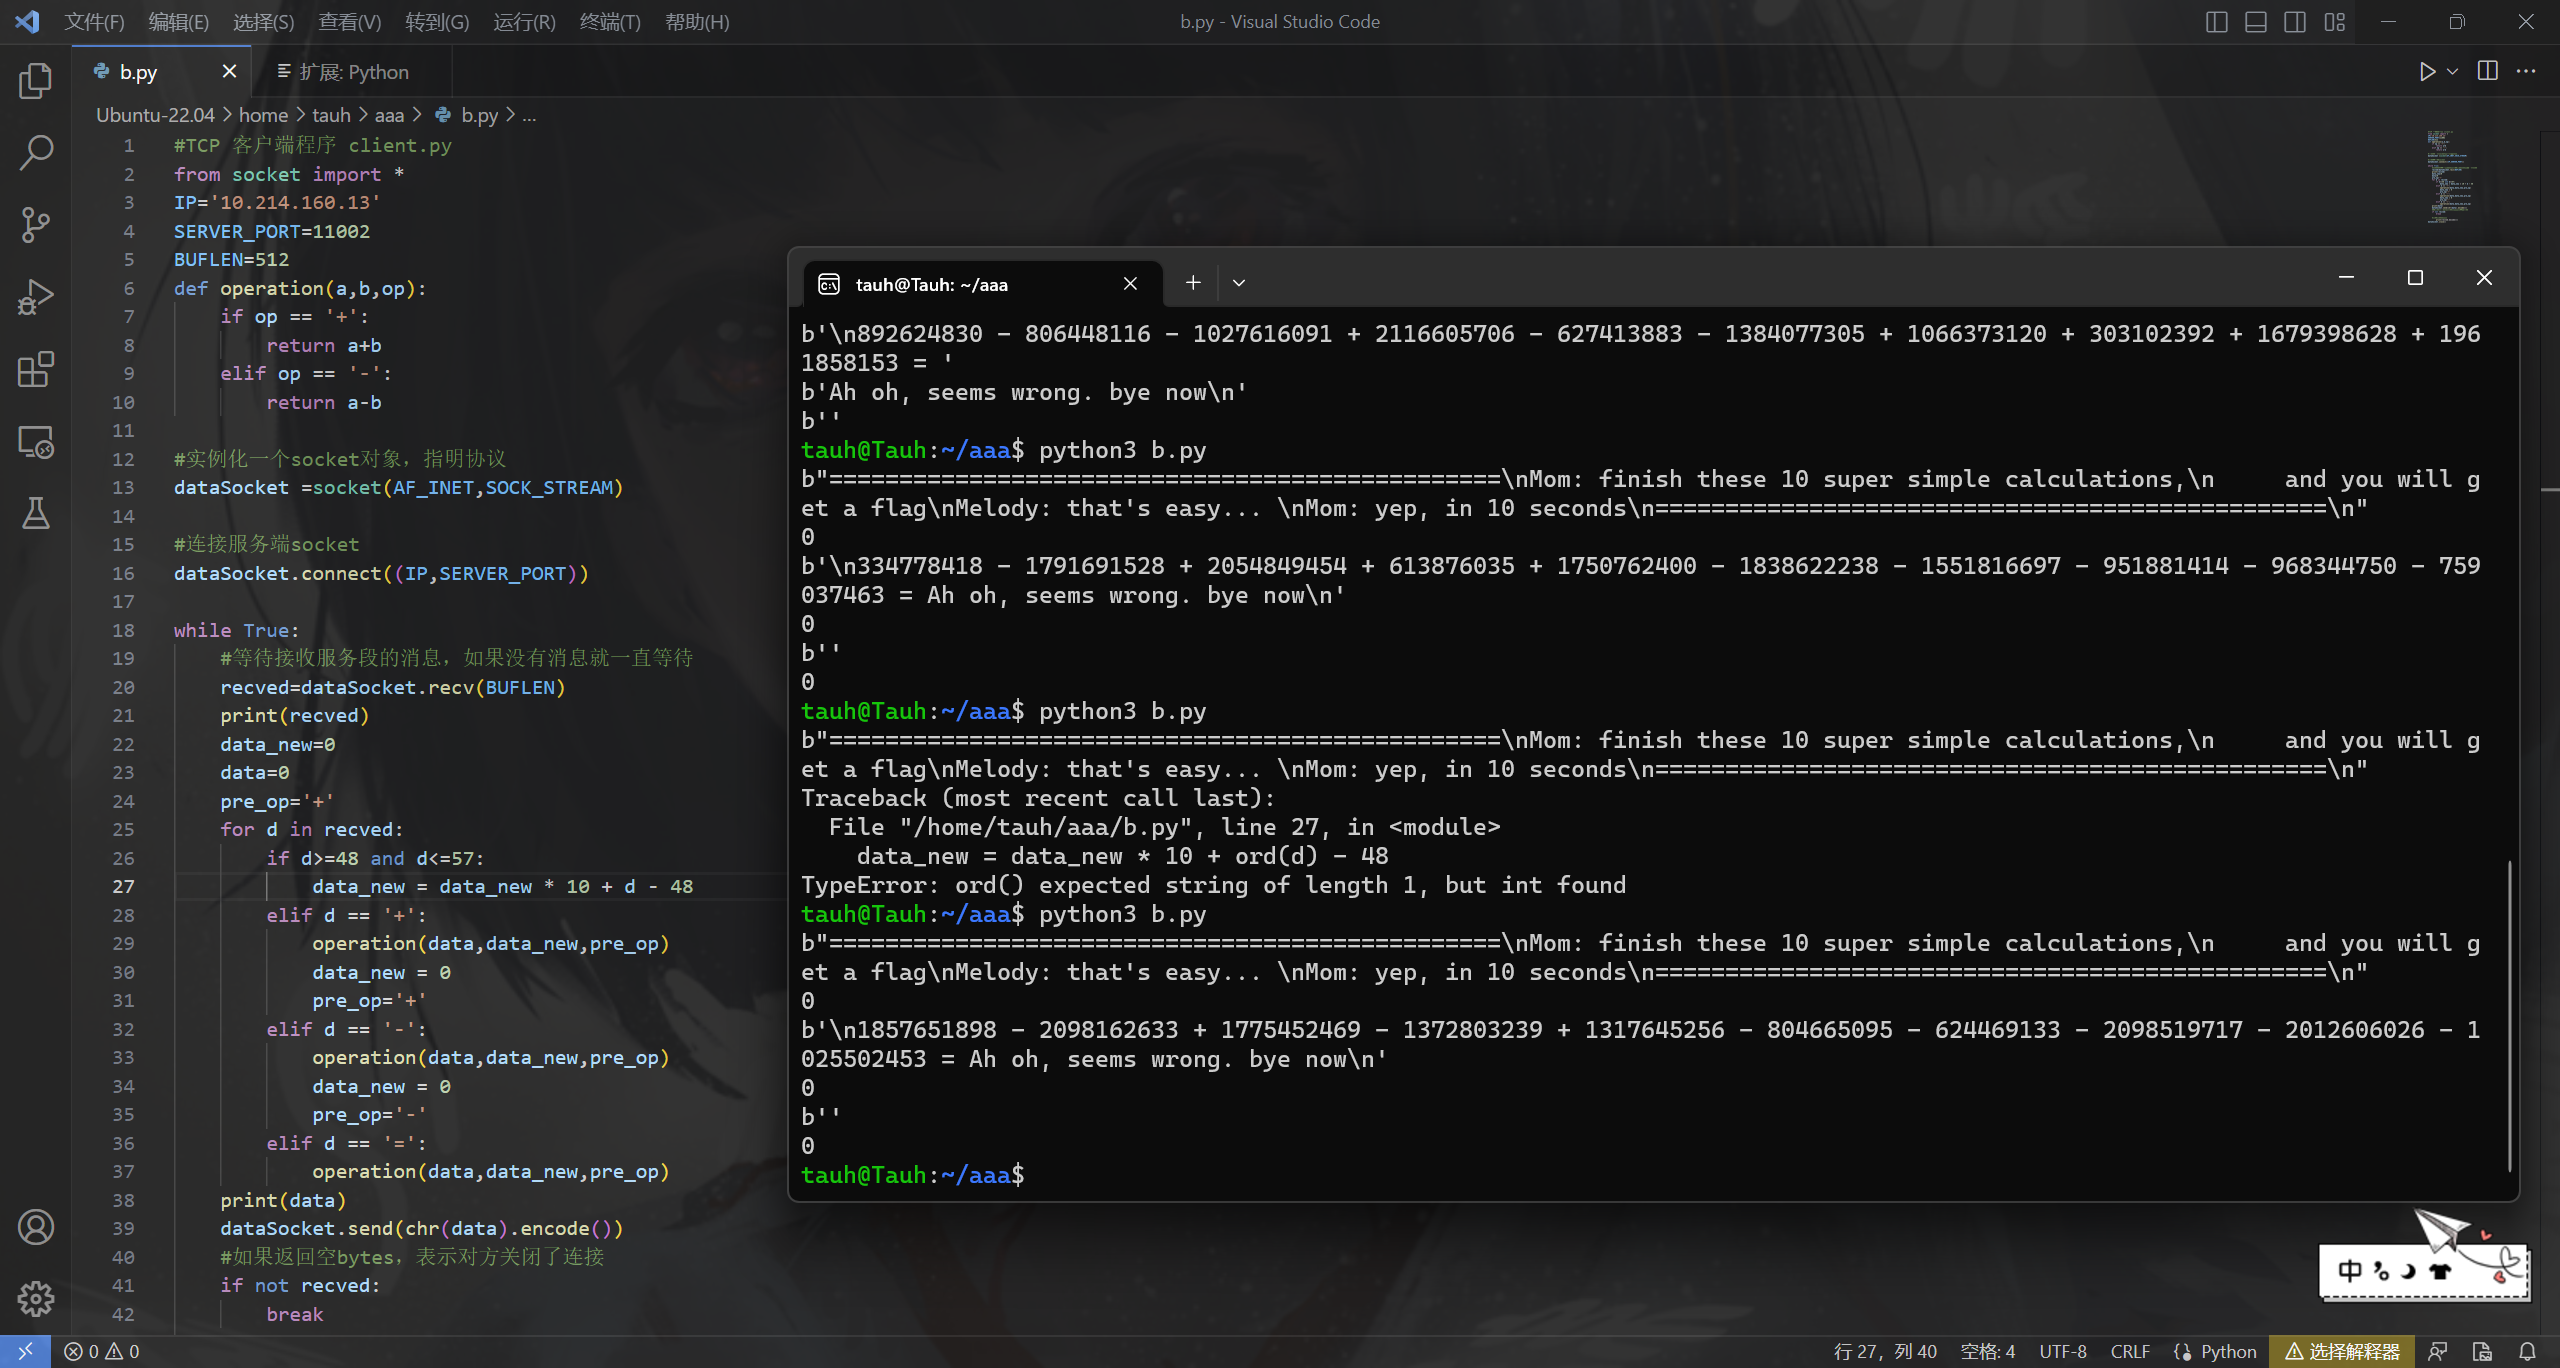 文件(F) 编辑(E) 选择(S) 查看(V) 转到(G) 运行(R) 终端(T) 帮助(H)
b.py - Visual Studio Code
b.py
扩展: Python
Ubuntu-22.04 > home > tauh > aaa > b.py > ...
1 #TCP 客户端程序 client.py
2 from socket import *
3 IP='10.214.160.13'
4 SERVER_PORT=11002
5 BUFLEN=512
6 def operation(a,b,op):
7 if op == '+':
8 return a+b
9 elif op == '-':
10 return a-b
11
12 #实例化一个socket对象，指明协议
13 dataSocket =socket(AF_INET,SOCK_STREAM)
14
15 #连接服务端socket
16 dataSocket.connect((IP,SERVER_PORT))
17
18 while True:
19 #等待接收服务段的消息，如果没有消息就一直等待
20 recved=dataSocket.recv(BUFLEN)
21 print(recved)
22 data_new=0
23 data=0
24 pre_op='+'
25 for d in recved:
26 if d>=48 and d<=57:
27 data_new = data_new * 10 + d - 48
28 elif d == '+':
29 operation(data,data_new,pre_op)
30 data_new = 0
31 pre_op='+'
32 elif d == '-':
33 operation(data,data_new,pre_op)
34 data_new = 0
35 pre_op='-'
36 elif d == '=':
37 operation(data,data_new,pre_op)
38 print(data)
39 dataSocket.send(chr(data).encode())
40 #如果返回空bytes，表示对方关闭了连接
41 if not recved:
42 break
tauh@Tauh: ~/aaa
b'\n892624830 - 806448116 - 1027616091 + 2116605706 - 627413883 - 1384077305 + 1066373120 + 303102392 + 1679398628 + 196
1858153 = '
b'Ah oh, seems wrong. bye now\n'
b''
tauh@Tauh:~/aaa$ python3 b.py
b"================================================\nMom: finish these 10 super simple calculations,\n     and you will g
et a flag\nMelody: that's easy... \nMom: yep, in 10 seconds\n================================================\n"
0
b'\n334778418 - 1791691528 + 2054849454 + 613876035 + 1750762400 - 1838622238 - 1551816697 - 951881414 - 968344750 - 759
037463 = Ah oh, seems wrong. bye now\n'
0
b''
0
tauh@Tauh:~/aaa$ python3 b.py
b"================================================\nMom: finish these 10 super simple calculations,\n     and you will g
et a flag\nMelody: that's easy... \nMom: yep, in 10 seconds\n================================================\n"
Traceback (most recent call last):
  File "/home/tauh/aaa/b.py", line 27, in <module>
    data_new = data_new * 10 + ord(d) - 48
TypeError: ord() expected string of length 1, but int found
tauh@Tauh:~/aaa$ python3 b.py
b"================================================\nMom: finish these 10 super simple calculations,\n     and you will g
et a flag\nMelody: that's easy... \nMom: yep, in 10 seconds\n================================================\n"
0
b'\n1857651898 - 2098162633 + 1775452469 - 1372803239 + 1317645256 - 804665095 - 624469133 - 2098519717 - 2012606026 - 1
025502453 = Ah oh, seems wrong. bye now\n'
0
b''
0
tauh@Tauh:~/aaa$
中
0 0
行 27，列 40 空格: 4 UTF-8 CRLF Python 选择解释器